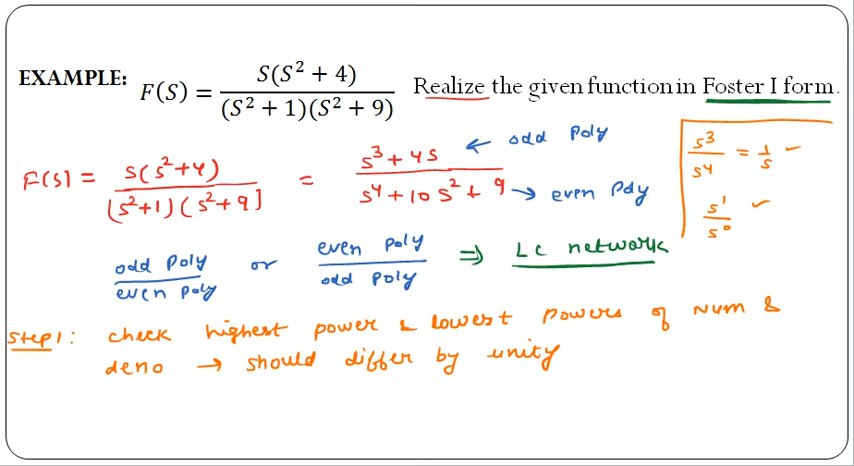 EXAMPLE: F(S) = S(S² + 4) / (S² + 1)(S² + 9) Realize the given function in Foster I form.
F(s) = s(s²+4) / (s²+1)(s²+9] = s³+4s / s⁴+10s²+9
← odd poly
→ even poly
s³/s⁴ = 1/s ✓
s¹/s⁰ ✓
odd poly / even poly or even poly / odd poly ⇒ LC network
Step1: check highest power & lowest powers of Num &
deno → should differ by unity